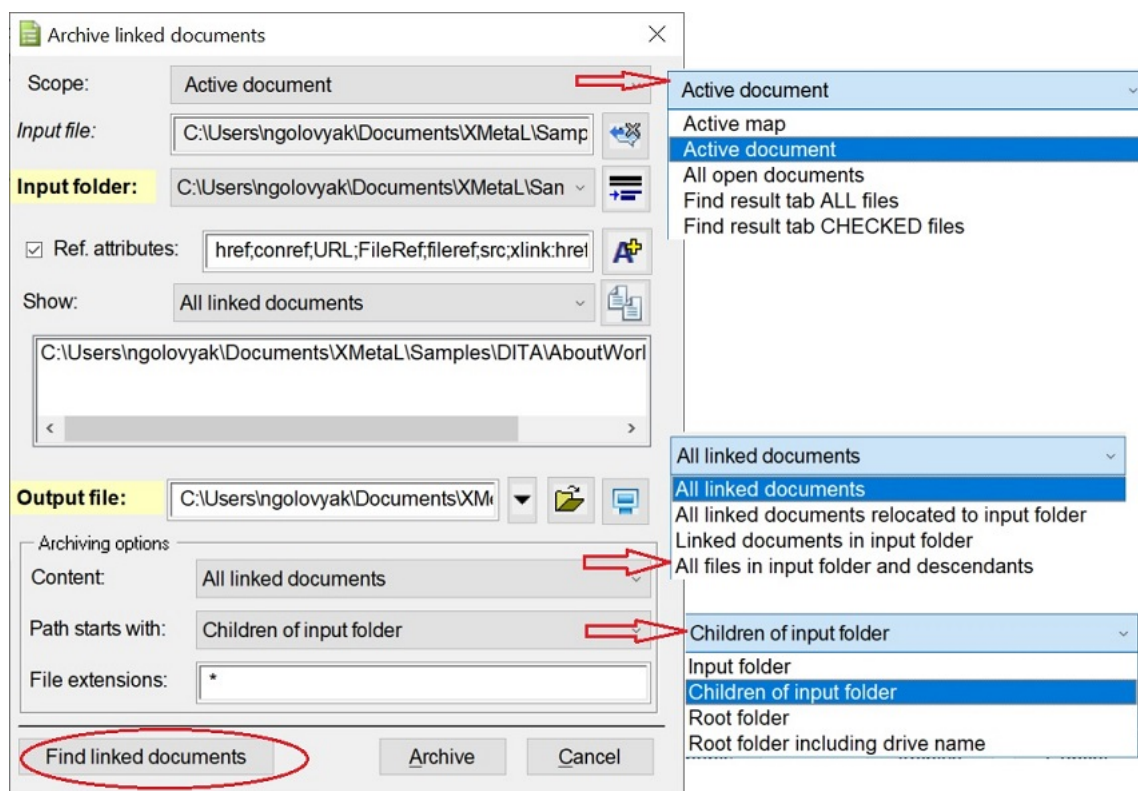 Archive linked documents
Scope:
Active document
Input file:
C:\Users\ngolovyak\Documents\XMetaL\Samp
Input folder:
C:\Users\ngolovyak\Documents\XMetaL\San
Ref. attributes:
href;conref;URL;FileRef;fileref;src;xlink:href
Show:
All linked documents
C:\Users\ngolovyak\Documents\XMetaL\Samples\DITA\AboutWorl
Output file:
C:\Users\ngolovyak\Documents\XMe
Archiving options
Content:
All linked documents
Path starts with:
Children of input folder
File extensions:
*
Find linked documents
Archive
Cancel
Active document
Active map
Active document
All open documents
Find result tab ALL files
Find result tab CHECKED files
All linked documents
All linked documents
All linked documents relocated to input folder
Linked documents in input folder
All files in input folder and descendants
Children of input folder
Input folder
Children of input folder
Root folder
Root folder including drive name